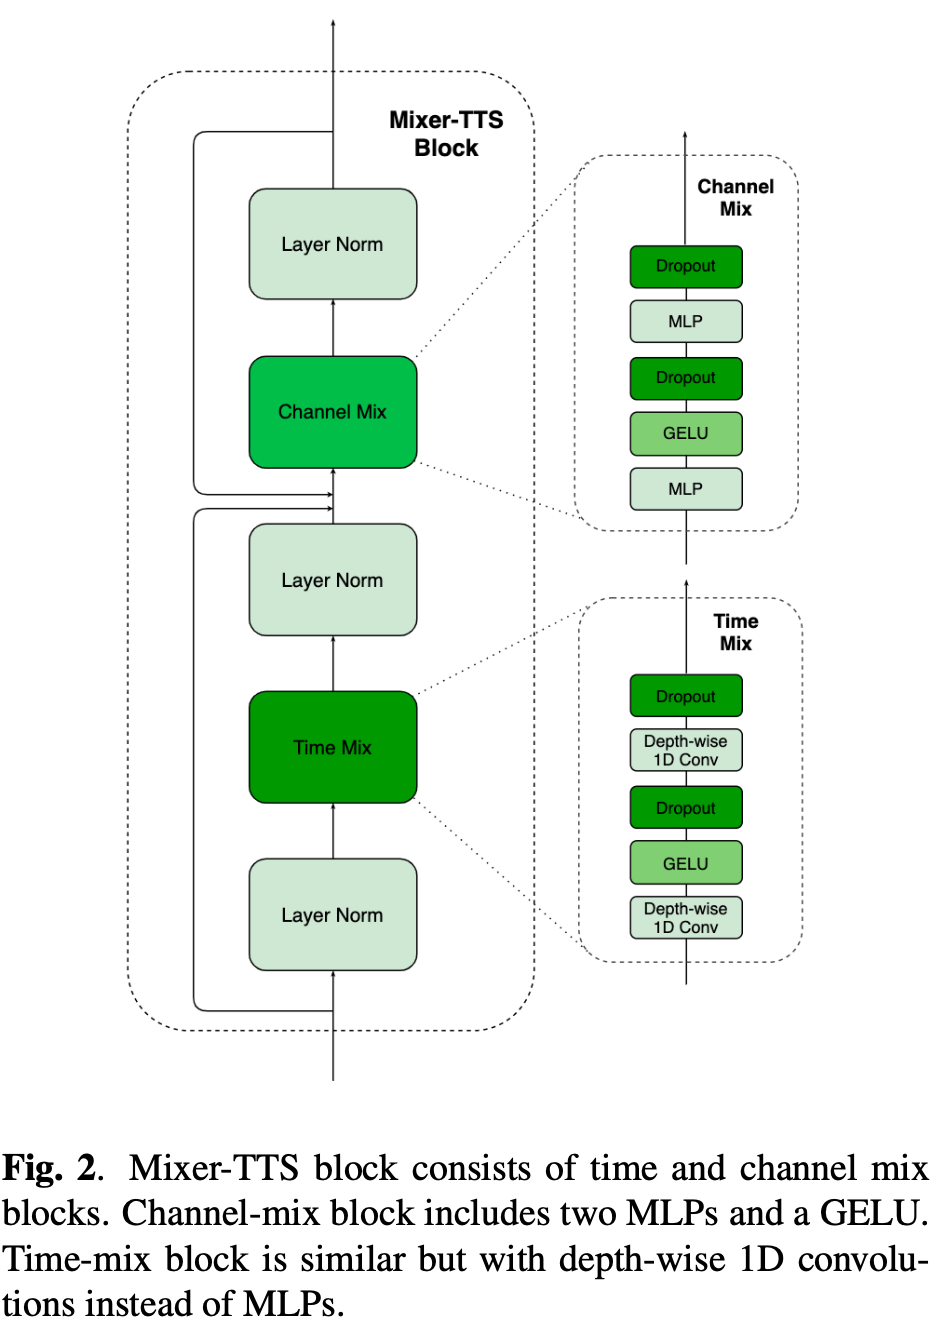 Mixer-TTS
Block
Layer Norm
Channel Mix
Layer Norm
Time Mix
Layer Norm
Channel
Mix
Dropout
MLP
Dropout
GELU
MLP
Time
Mix
Dropout
Depth-wise
1D Conv
Dropout
GELU
Depth-wise
1D Conv
Fig. 2. Mixer-TTS block consists of time and channel mix
blocks. Channel-mix block includes two MLPs and a GELU.
Time-mix block is similar but with depth-wise 1D convolu-
tions instead of MLPs.